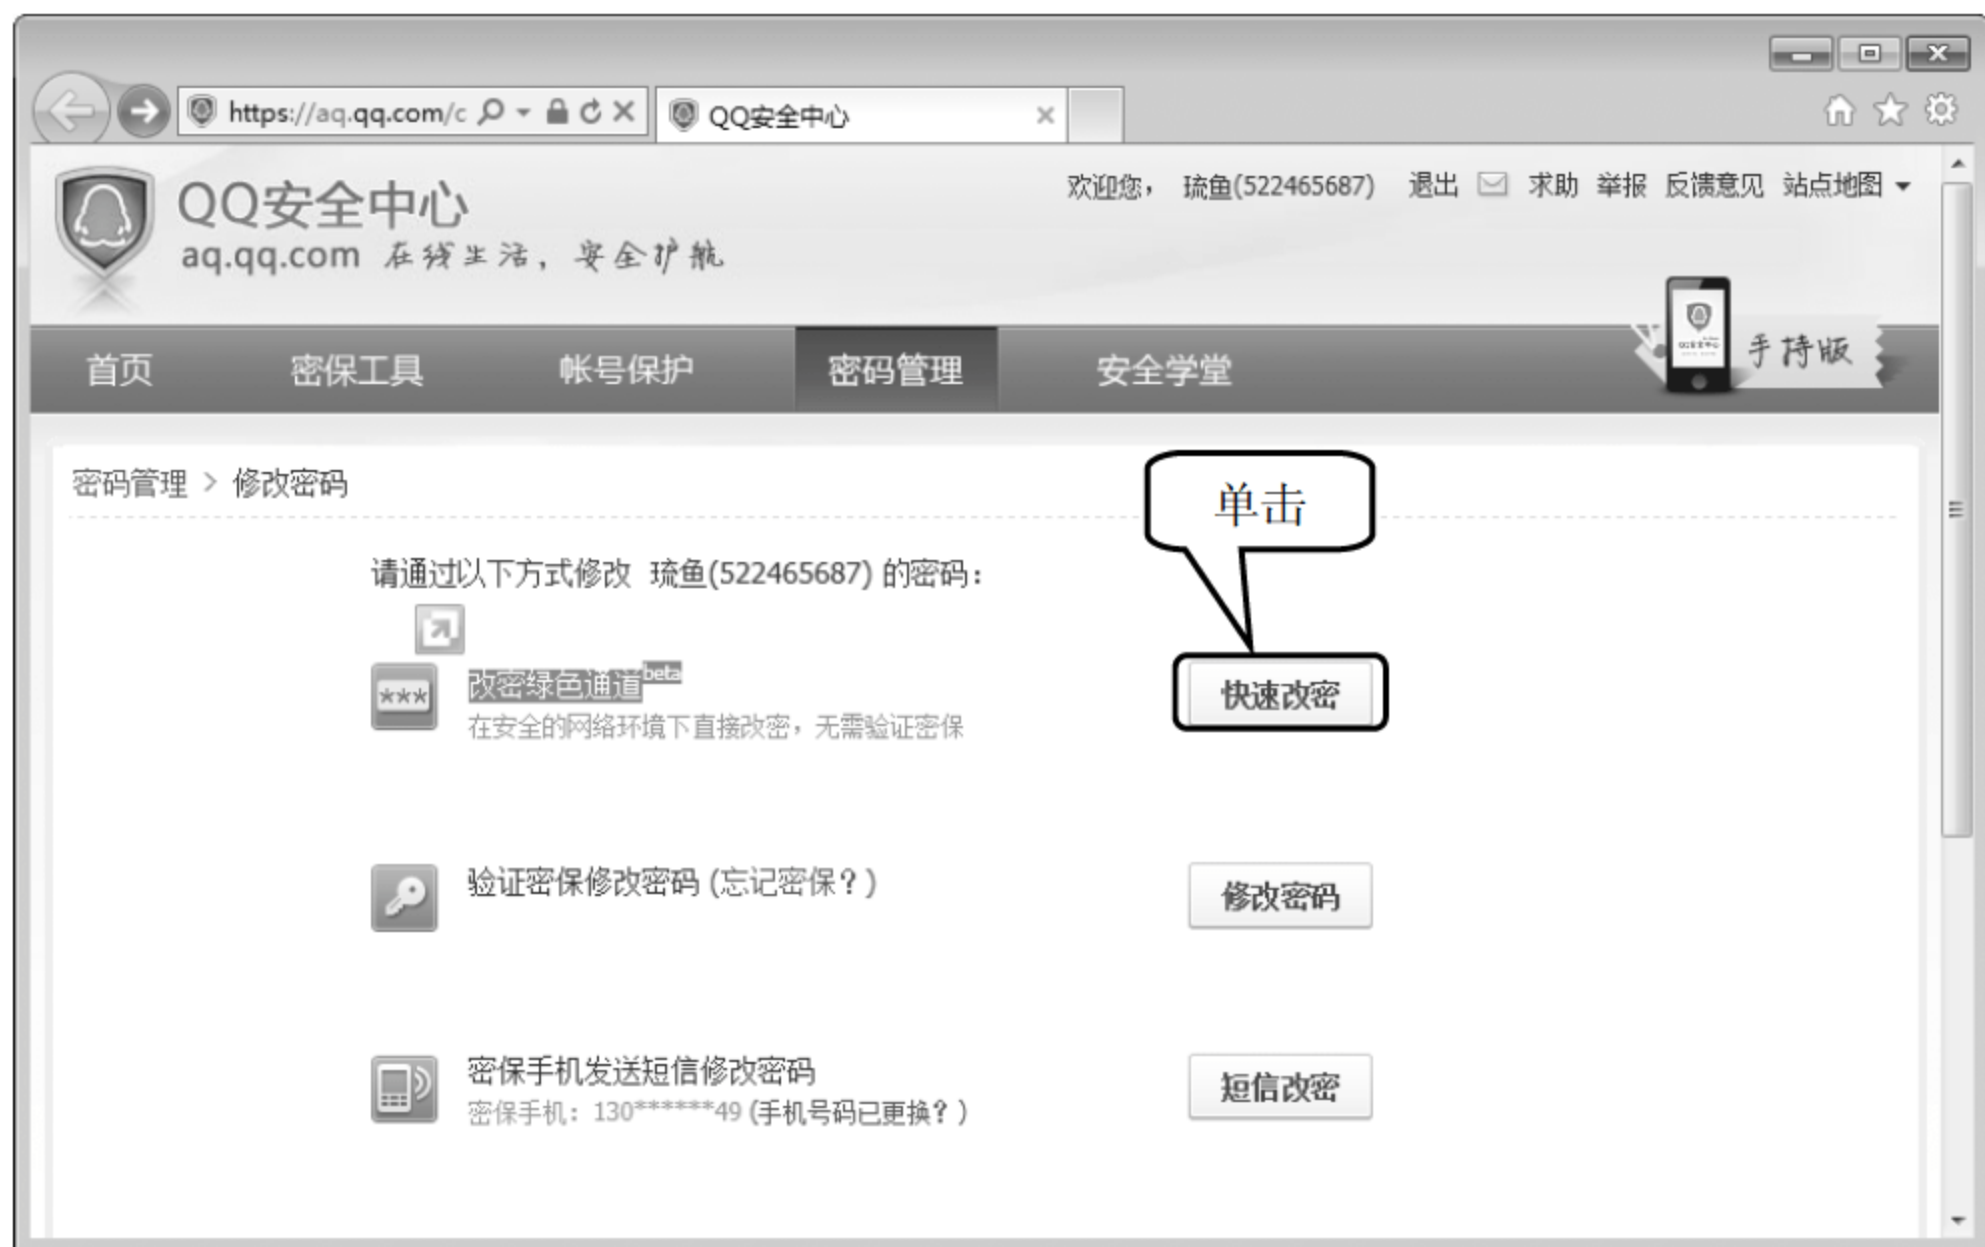 https://aq.qq.com/c
QQ安全中心
QQ安全中心
aq.qq.com 在线生活，安全护航
欢迎您， 琉鱼(522465687) 退出 求助 举报 反馈意见 站点地图
首页 密保工具 帐号保护 密码管理 安全学堂 手持版
密码管理 > 修改密码
单击
请通过以下方式修改 琉鱼(522465687) 的密码：
改密绿色通道beta
快速改密
在安全的网络环境下直接改密，无需验证密保
验证密保修改密码 (忘记密保？)
修改密码
密保手机发送短信修改密码
短信改密
密保手机：130******49 (手机号码已更换？)